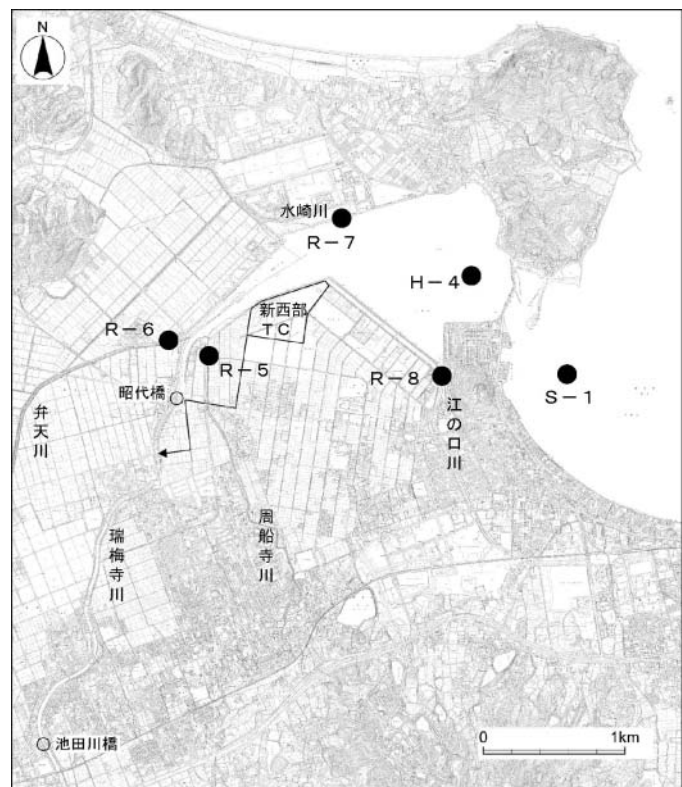 N
水崎川
R－7
H－4
新西部
TC
R－6
R－5
R－8
S－1
昭代橋
江の口川
弁天川
周船寺川
瑞梅寺川
池田川橋
0
1km